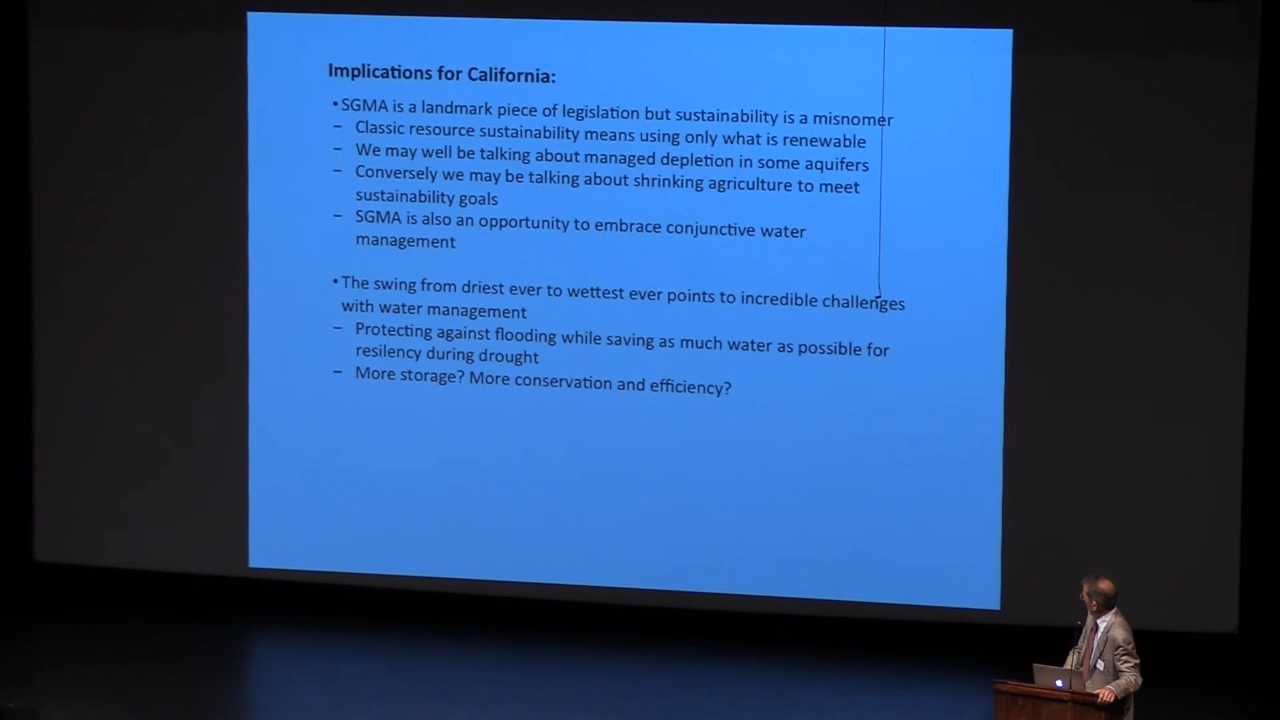 Implications for California:
•SGMA is a landmark piece of legislation but sustainability is a misnomer
– Classic resource sustainability means using only what is renewable
– We may well be talking about managed depletion in some aquifers
– Conversely we may be talking about shrinking agriculture to meet
sustainability goals
– SGMA is also an opportunity to embrace conjunctive water
management
•The swing from driest ever to wettest ever points to incredible challenges
with water management
– Protecting against flooding while saving as much water as possible for
resilency during drought
– More storage? More conservation and efficiency?